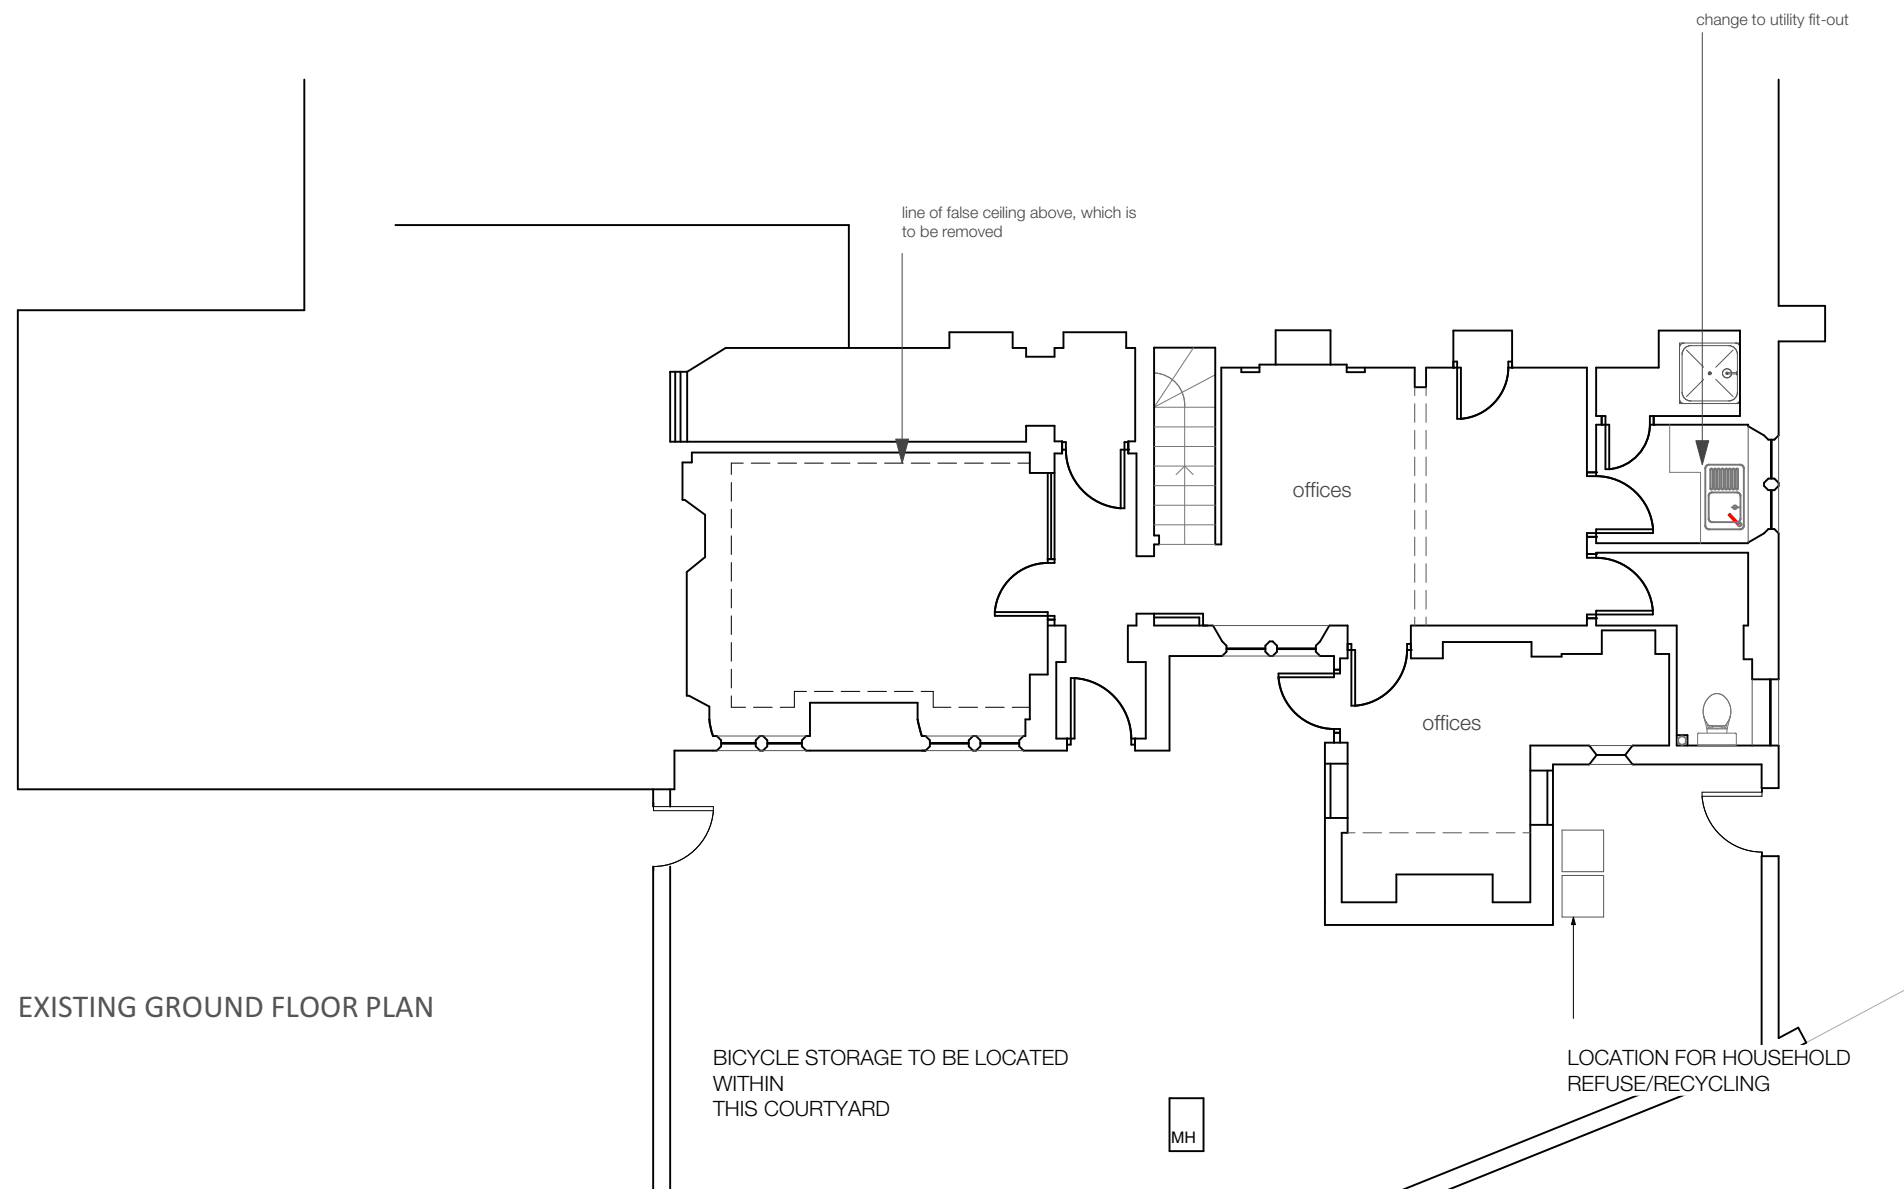 change to utility fit-out
line of false ceiling above, which is
to be removed
offices
offices
EXISTING GROUND FLOOR PLAN
BICYCLE STORAGE TO BE LOCATED
WITHIN
THIS COURTYARD
LOCATION FOR HOUSEHOLD
REFUSE/RECYCLING
MH